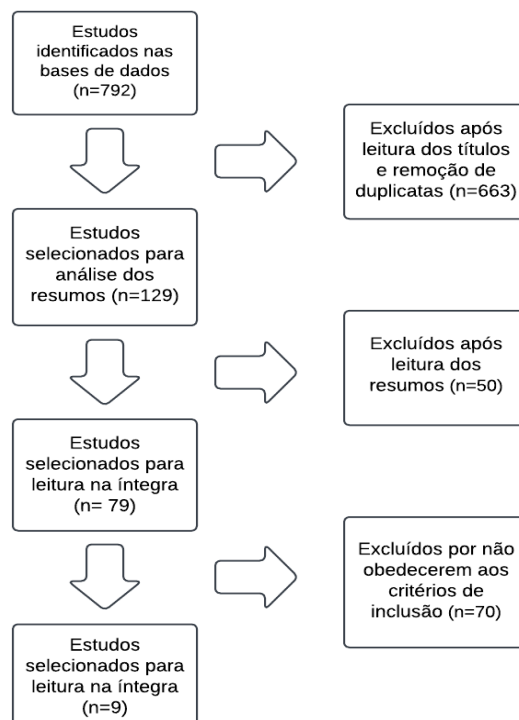 Estudos
identificados nas
bases de dados
(n=792)
Excluídos após
leitura dos títulos
e remoção de
duplicatas (n=663)
Estudos
selecionados para
análise dos
resumos (n=129)
Excluídos após
leitura dos
resumos (n=50)
Estudos
selecionados para
leitura na íntegra
(n= 79)
Excluídos por não
obedecerem aos
critérios de
inclusão (n=70)
Estudos
selecionados para
leitura na íntegra
(n=9)